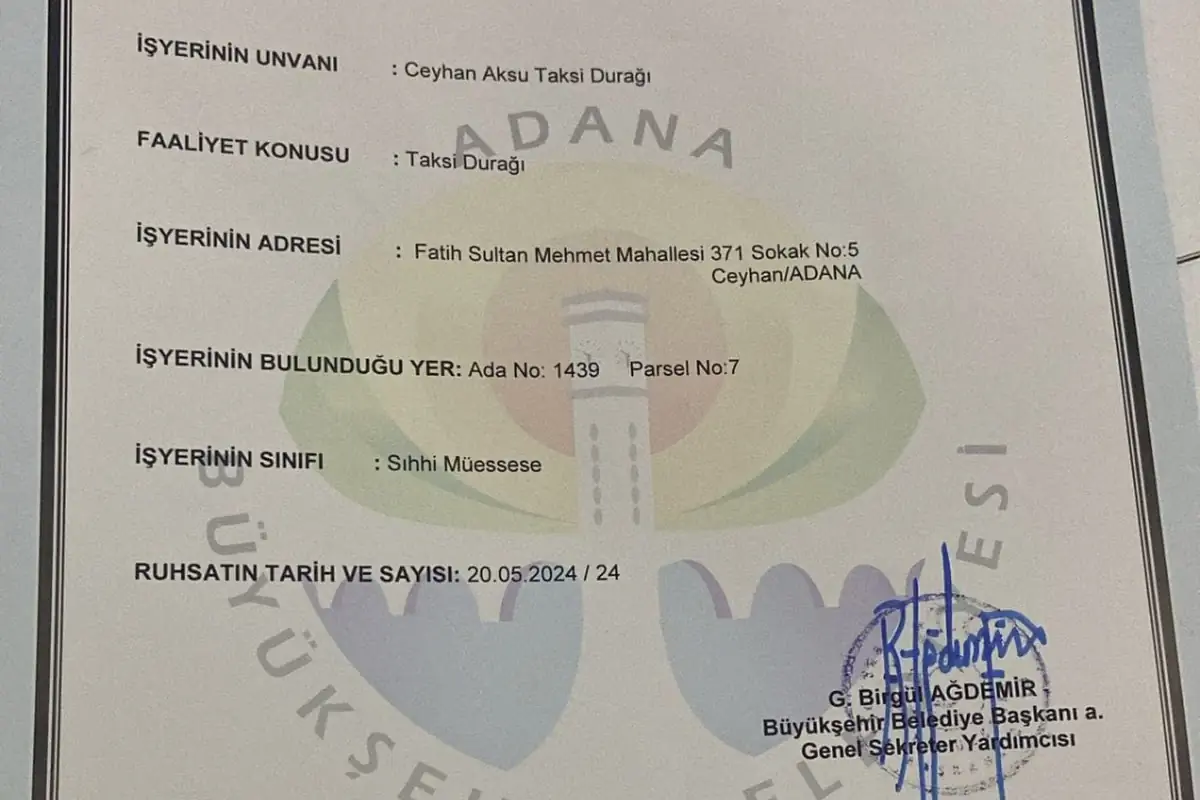 İŞYERİNİN UNVANI : Ceyhan Aksu Taksi Durağı
ADANA
FAALİYET KONUSU : Taksi Durağı
İŞYERİNİN ADRESİ : Fatih Sultan Mehmet Mahallesi 371 Sokak No:5
Ceyhan/ADANA
İŞYERİNİN BULUNDUĞU YER: Ada No: 1439 Parsel No:7
İŞYERİNİN SINIFI : Sıhhi Müessese
RUHSATIN TARİH VE SAYISI: 20.05.2024 / 24
G. Birgül AĞDEMİR
Büyükşehir Belediye Başkanı a.
Genel Sekreter Yardımcısı